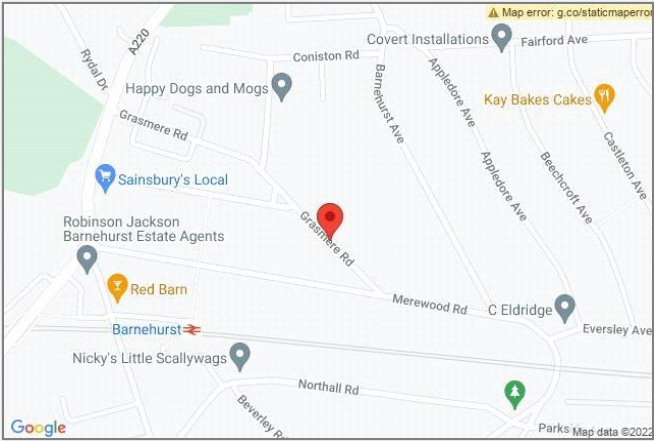 Map error: g.co/staticmaperror
A220
Rydal Dr
Covert Installations
Fairford Ave
Coniston Rd
Happy Dogs and Mogs
Barnehurst Ave
Appledore Ave
Kay Bakes Cakes
Grasmere Rd
Castleton Ave
Beechcroft Ave
Appledore Ave
Sainsbury's Local
Robinson Jackson
Barnehurst Estate Agents
Grasmere Rd
Red Barn
Merewood Rd
C Eldridge
Barnehurst
Eversley Ave
Nicky's Little Scallywags
Northall Rd
Beverley Rd
Parks
Google
Map data ©2022